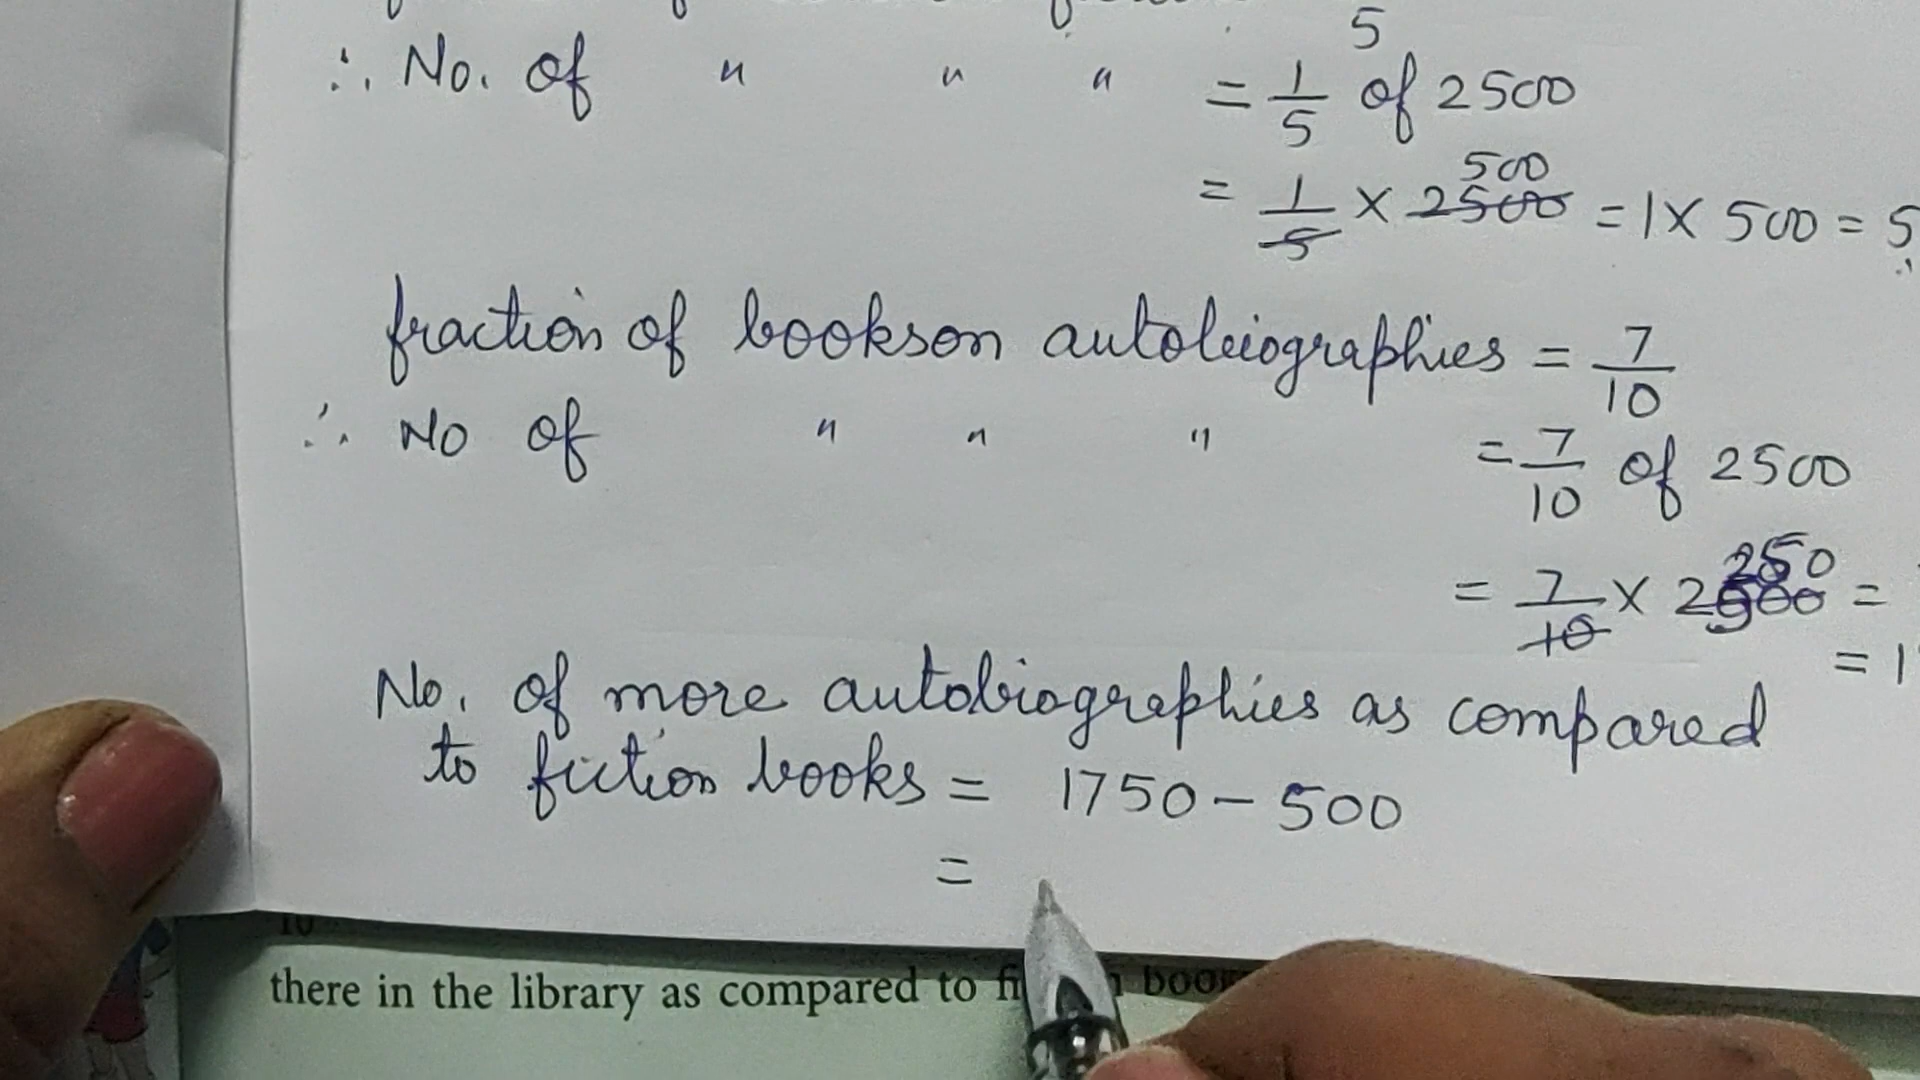 5
∴ No. of " " " = 1/5 of 2500
500
= 1/5 × 2500 = 1 × 500 = 5
fraction of bookson autobiographies = 7/10
∴ No of " " " = 7/10 of 2500
250
= 7/10 × 2500 =
= 1
No. of more autobiographies as compared
to fiction books = 1750 - 500
=
10
there in the library as compared to